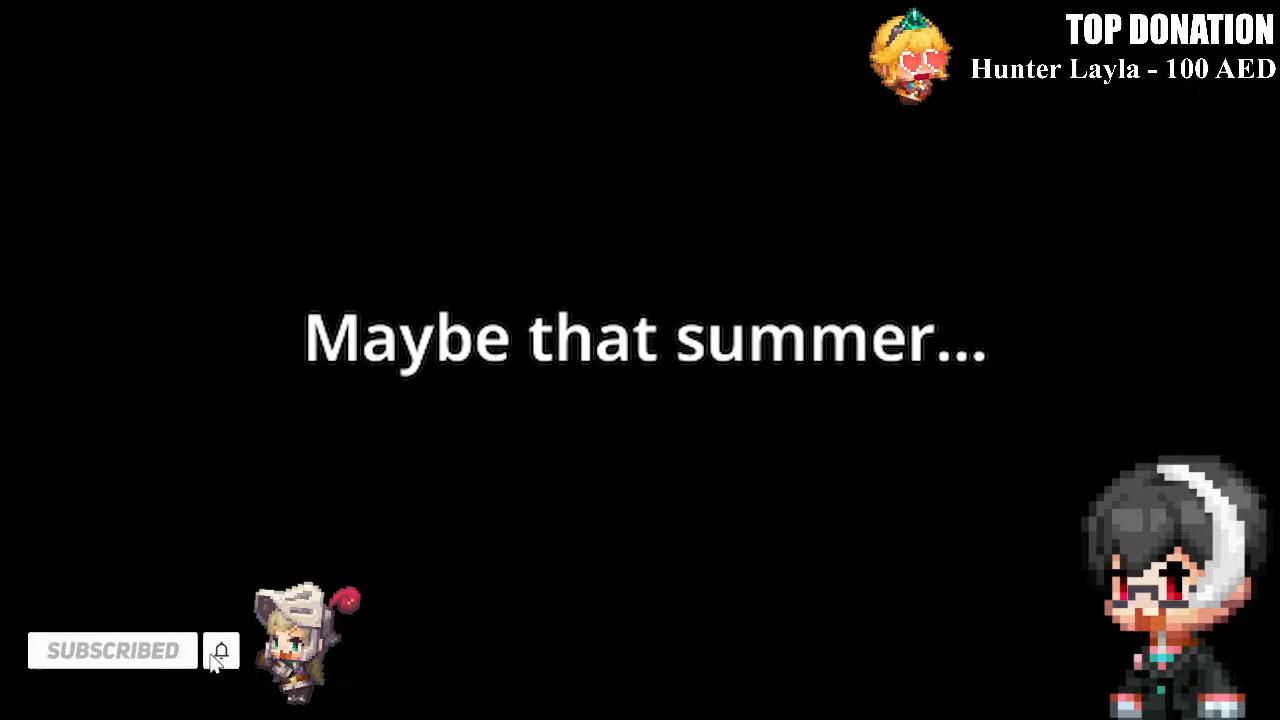 TOP DONATION
Hunter Layla - 100 AED
Maybe that summer...
SUBSCRIBED